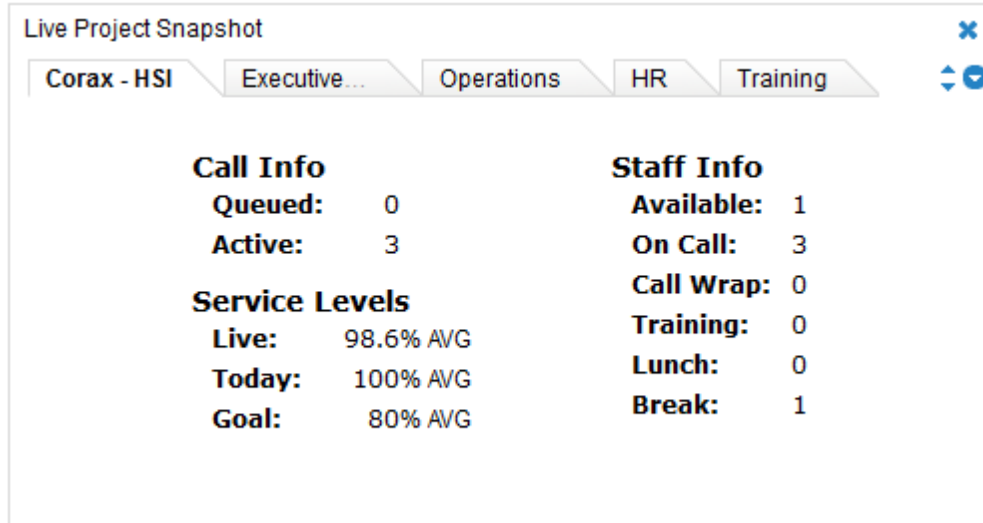 Live Project Snapshot
Corax - HSI
Executive...
Operations
HR
Training
Call Info
Queued: 0
Active: 3
Service Levels
Live: 98.6% AVG
Today: 100% AVG
Goal: 80% AVG
Staff Info
Available: 1
On Call: 3
Call Wrap: 0
Training: 0
Lunch: 0
Break: 1